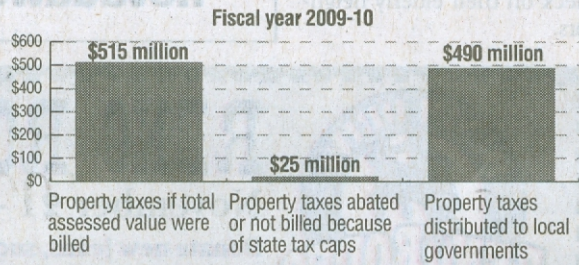 Fiscal year 2009-10
$600
$500
$400
$300
$200
$100
$0
$515 million
$25 million
$490 million
Property taxes if total
assessed value were
billed
Property taxes abated
or not billed because
of state tax caps
Property taxes
distributed to local
governments